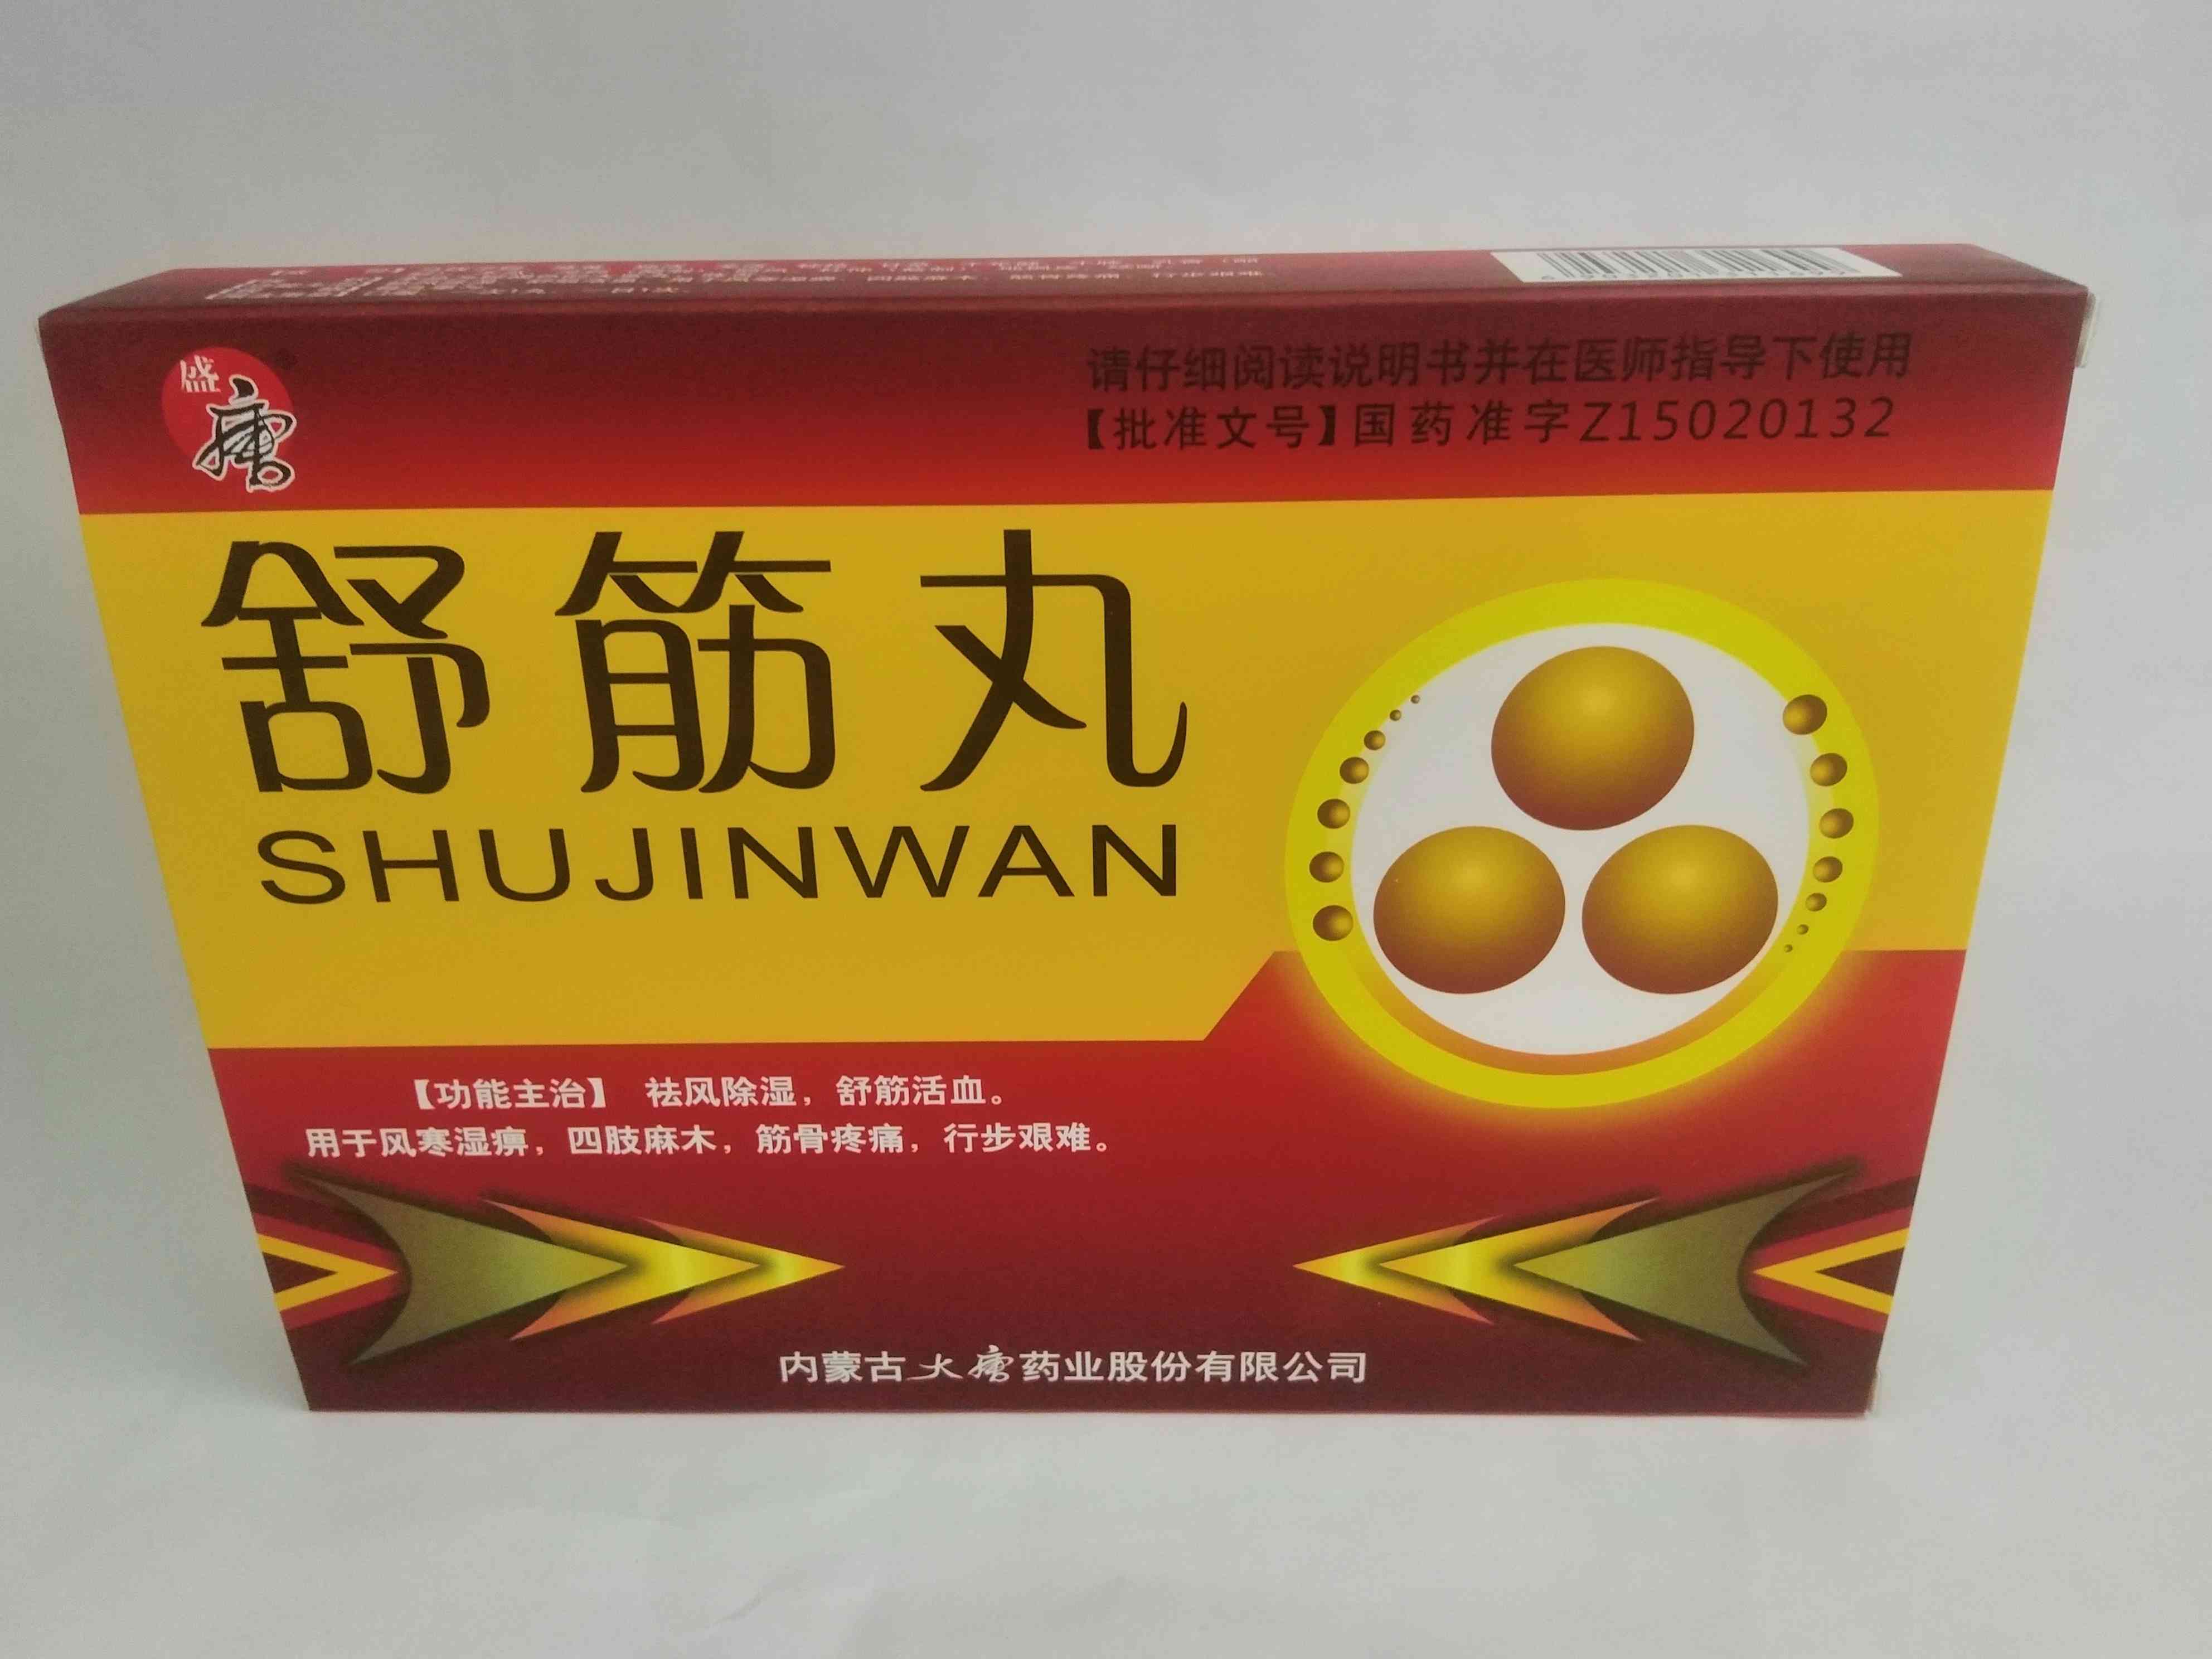 盛唐
请仔细阅读说明书并在医师指导下使用
【批准文号】国药准字Z15020132
舒筋丸
SHUJINWAN
【功能主治】 祛风除湿，舒筋活血。
用于风寒湿痹，四肢麻木，筋骨疼痛，行步艰难。
内蒙古大唐药业股份有限公司